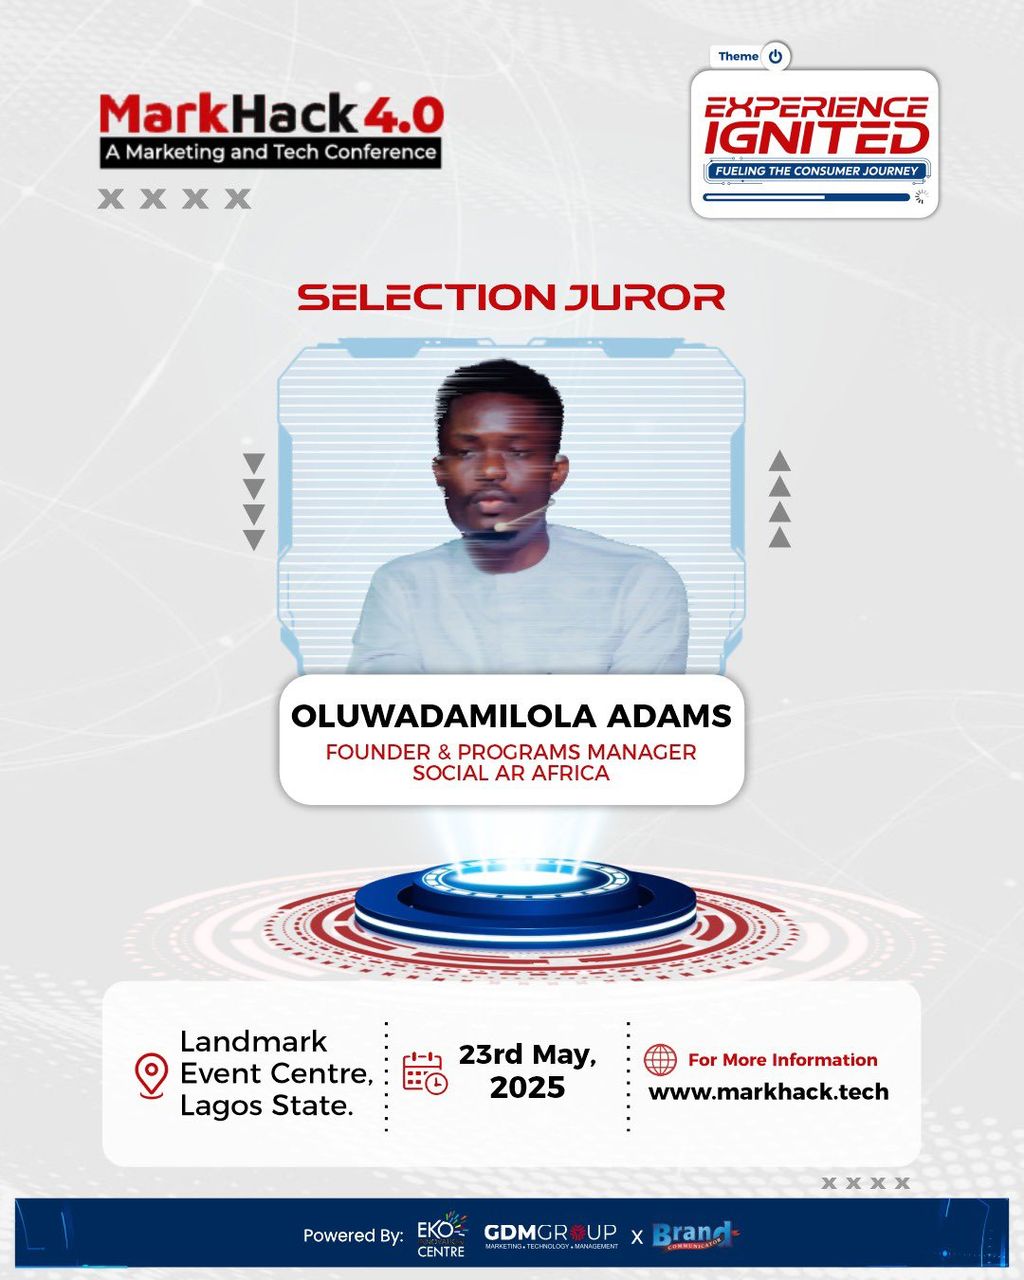 Theme
MarkHack 4.0
A Marketing and Tech Conference
X X X X
EXPERIENCE
IGNITED
FUELING THE CONSUMER JOURNEY
SELECTION JUROR
OLUWADAMILOLA ADAMS
FOUNDER & PROGRAMS MANAGER
SOCIAL AR AFRICA
Landmark
Event Centre,
Lagos State.
23rd May,
2025
For More Information
www.markhack.tech
X X X X
Powered By:
EKO
INNOVATION
CENTRE
GDMGROUP
MARKETING • TECHNOLOGY • MANAGEMENT
X
Brand
COMMUNICATOR